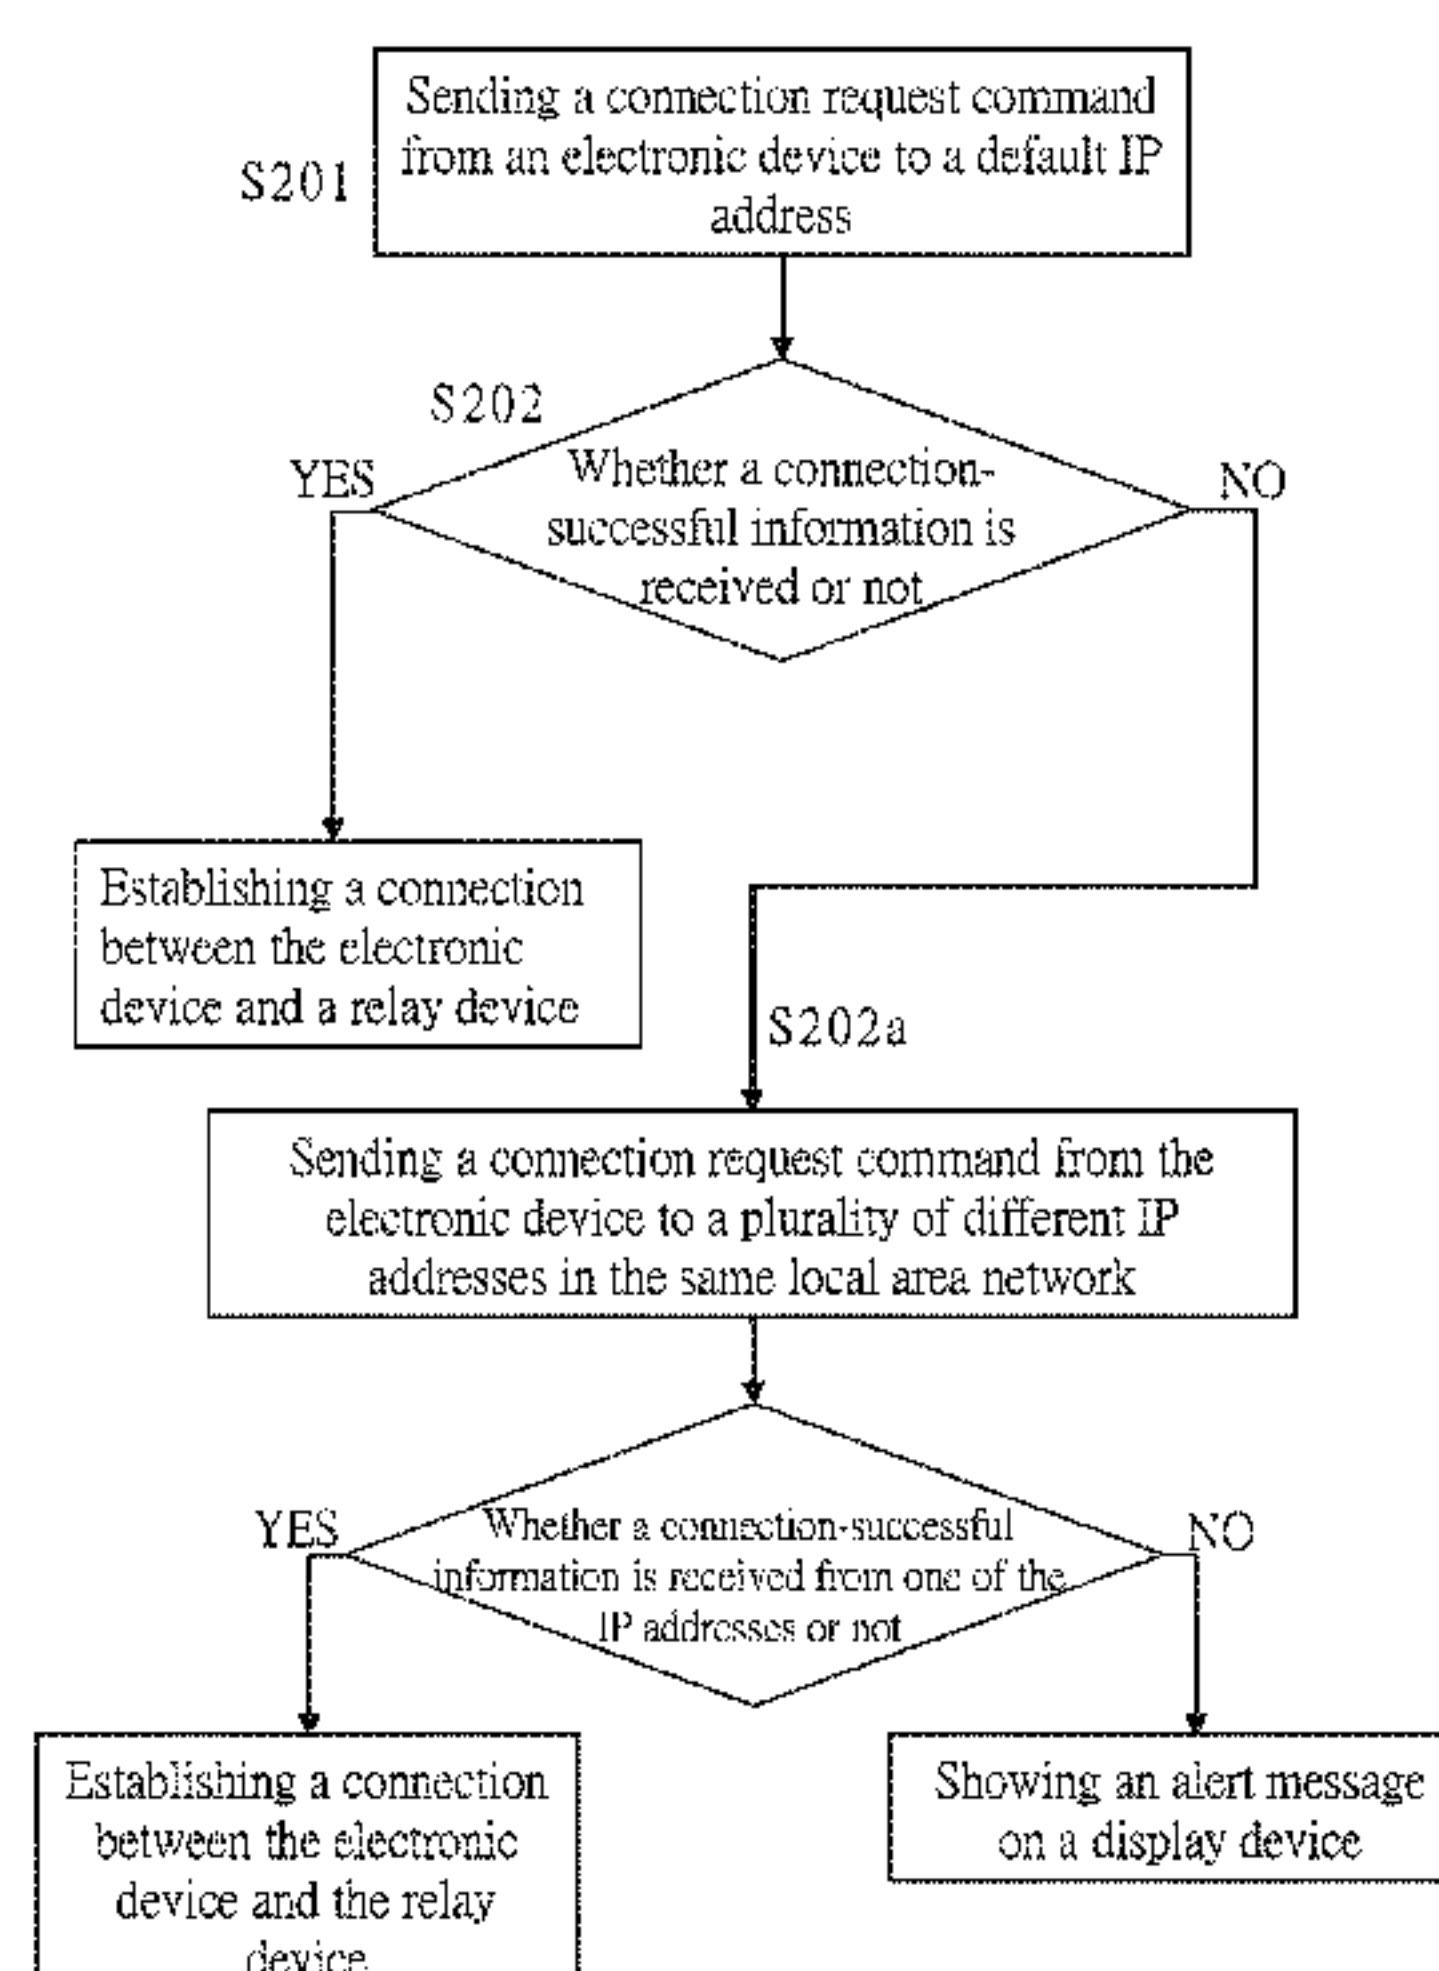 Sending a connection request command
from an electronic device to a default IP
address
S201
S202
YES
NO
Whether a connection-
successful information is
received or not
Establishing a connection
between the electronic
device and a relay device
S202a
Sending a connection request command from the
electronic device to a plurality of different IP
addresses in the same local area network
YES
NO
Whether a connection-successful
information is received from one of the
IP addresses or not
Establishing a connection
between the electronic
device and the relay
device
Showing an alert message
on a display device